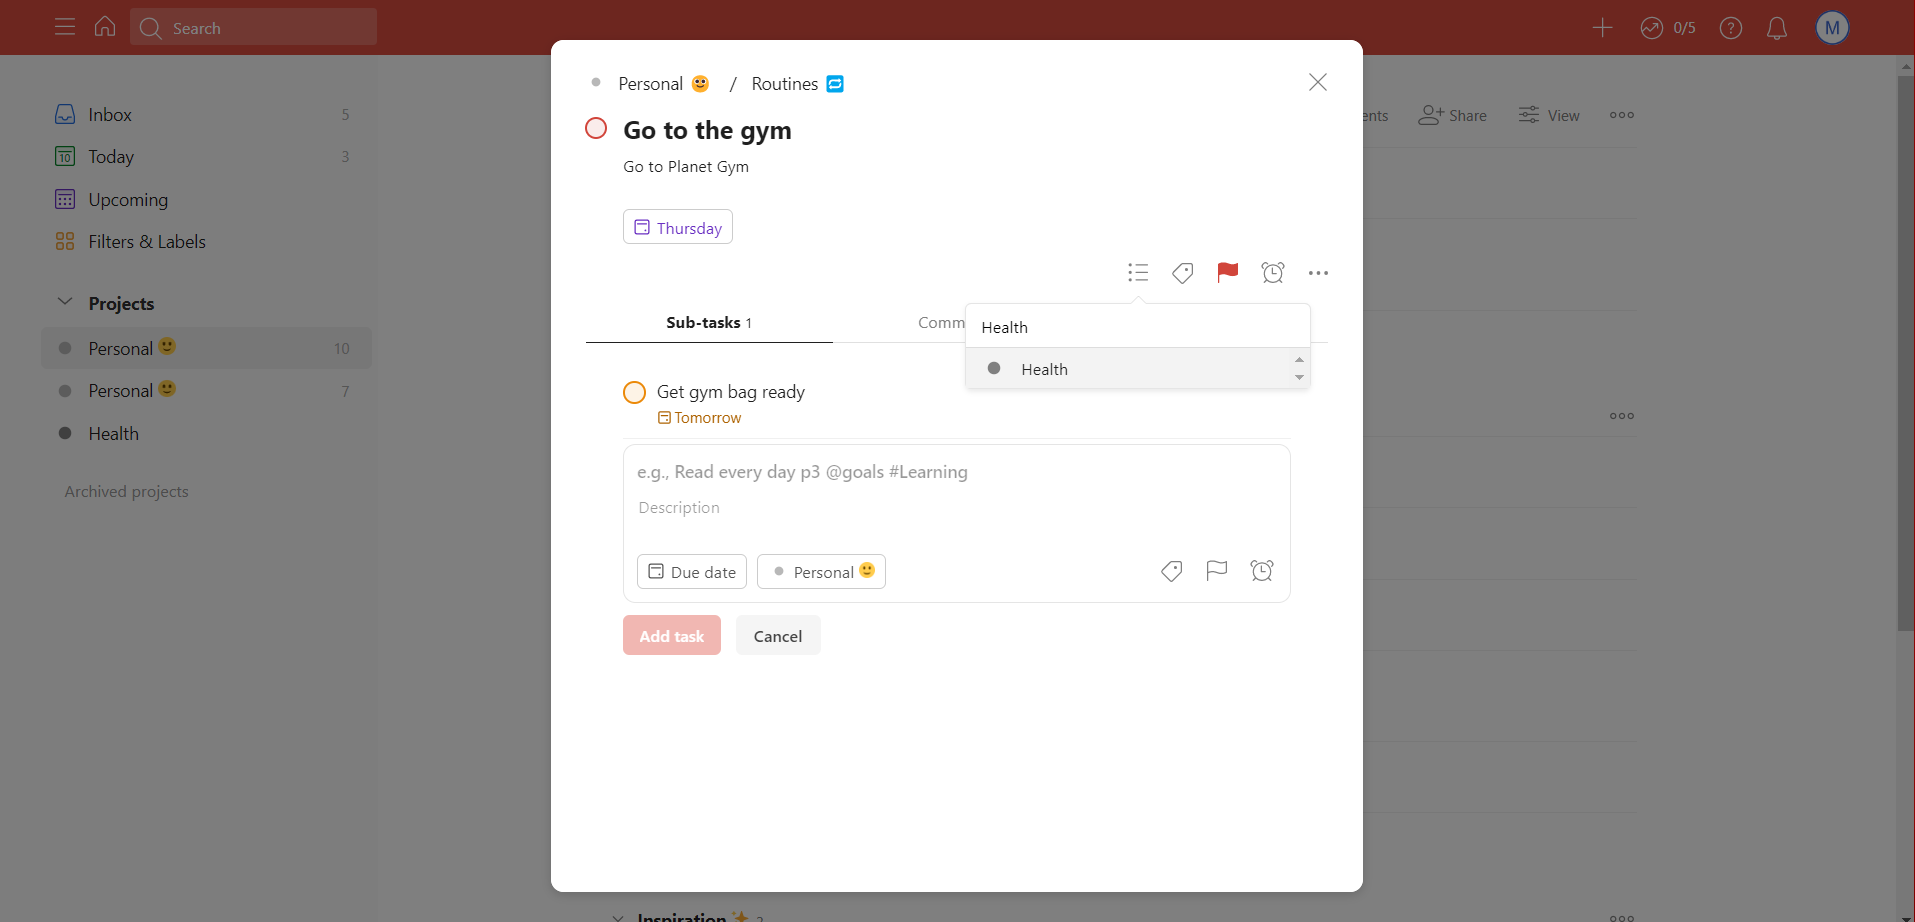 Search
0/5
M
Inbox 5
Today 3
Upcoming
Filters & Labels
Projects
Personal 🙂 10
Personal 🙂 7
Health
Archived projects
ents
Share
View
Personal 🙂 / Routines 🔁
Go to the gym
Go to Planet Gym
Thursday
Sub-tasks 1
Comm
Health
Health
Get gym bag ready
Tomorrow
e.g., Read every day p3 @goals #Learning
Description
Due date
Personal 🙂
Add task
Cancel
Inspiration ✨ 2